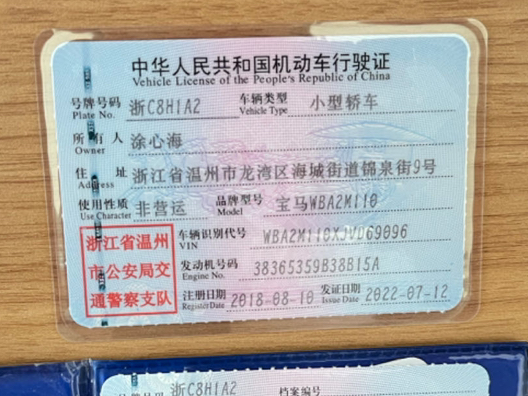 中华人民共和国机动车行驶证
Vehicle License of the People's Republic of China
号牌号码 浙C8H1A2 车辆类型 小型轿车
Plate No. Vehicle Type
所有人 涂心海
Owner
住址 浙江省温州市龙湾区海城街道锦泉街9号
Address
使用性质 非营运 品牌型号 宝马WBA2M110
Use Character Model
浙江省温州
市公安局交
通警察支队
车辆识别代号 WBA2M110XJVD69096
VIN
发动机号码 38365359B38B15A
Engine No.
注册日期 2018-08-10 发证日期 2022-07-12
Register Date Issue Date
号牌号码 浙C8H1A2 档案编号